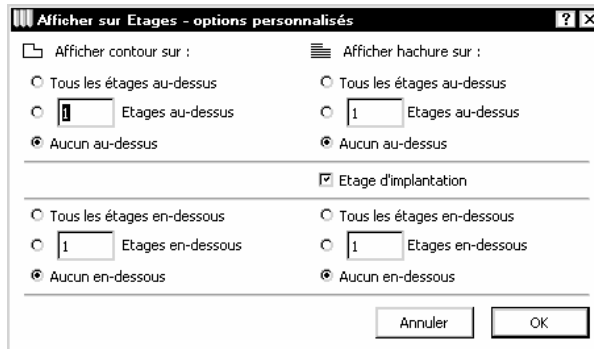 Afficher sur Etages - options personnalisés
Afficher contour sur :
Afficher hachure sur :
Tous les étages au-dessus
Tous les étages au-dessus
1 Etages au-dessus
1 Etages au-dessus
Aucun au-dessus
Aucun au-dessus
Etage d'implantation
Tous les étages en-dessous
Tous les étages en-dessous
1 Etages en-dessous
1 Etages en-dessous
Aucun en-dessous
Aucun en-dessous
Annuler
OK